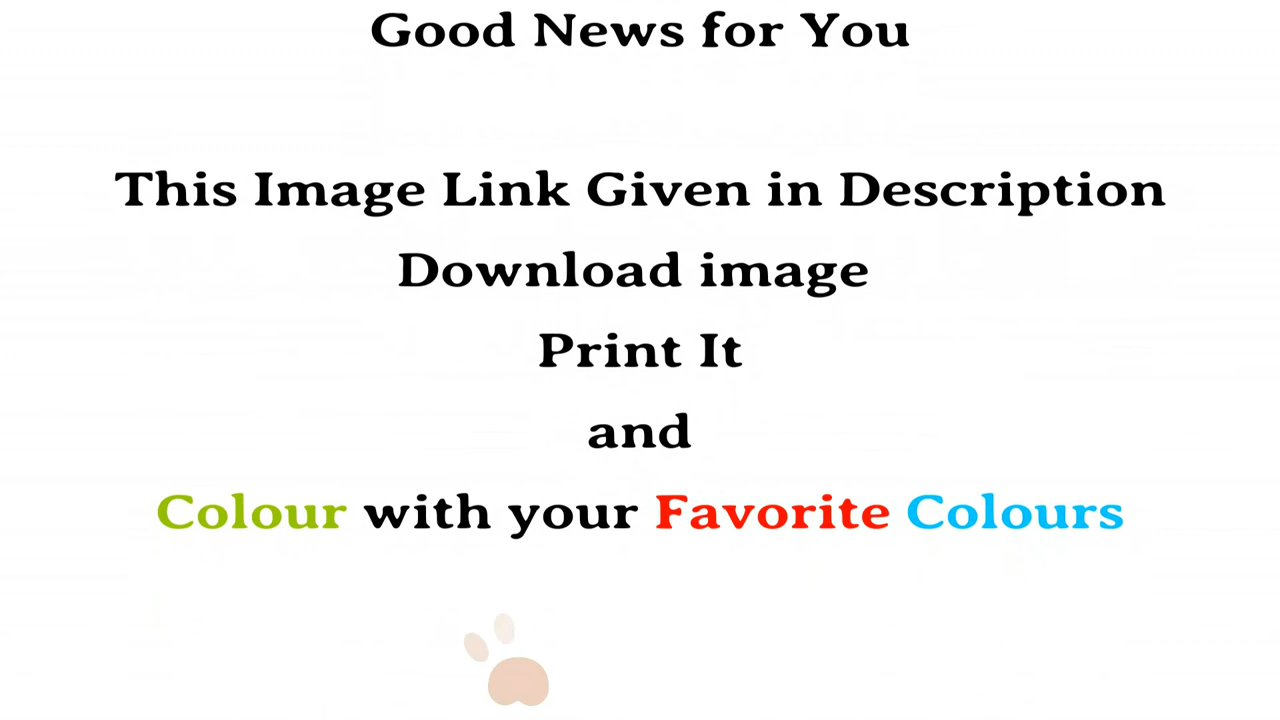 Good News for You
This Image Link Given in Description
Download image
Print It
and
Colour with your Favorite Colours